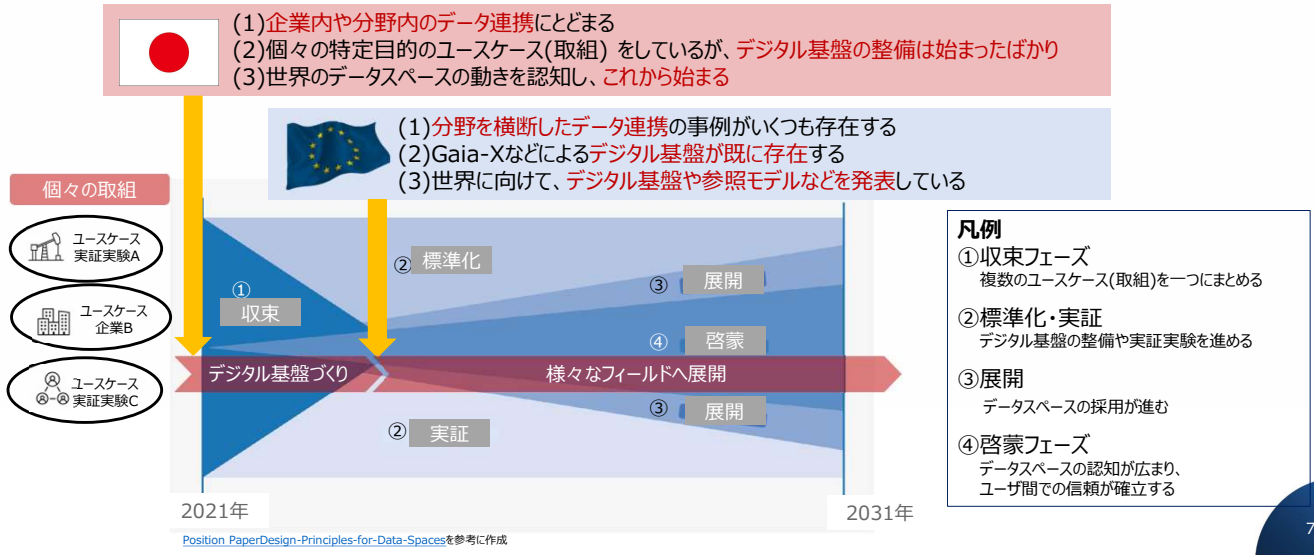 (1)企業内や分野内のデータ連携にとどまる
(2)個々の特定目的のユースケース(取組) をしているが、デジタル基盤の整備は始まったばかり
(3)世界のデータスペースの動きを認知し、これから始まる
(1)分野を横断したデータ連携の事例がいくつも存在する
(2)Gaia-Xなどによるデジタル基盤が既に存在する
(3)世界に向けて、デジタル基盤や参照モデルなどを発表している
個々の取組
ユースケース
実証実験A
ユースケース
企業B
ユースケース
実証実験C
①
収束
② 標準化
③ 展開
④ 啓蒙
デジタル基盤づくり
様々なフィールドへ展開
③ 展開
② 実証
2021年
2031年
凡例
①収束フェーズ
複数のユースケース(取組)を一つにまとめる
②標準化・実証
デジタル基盤の整備や実証実験を進める
③展開
データスペースの採用が進む
④啓蒙フェーズ
データスペースの認知が広まり、
ユーザ間での信頼が確立する
Position PaperDesign-Principles-for-Data-Spacesを参考に作成
7